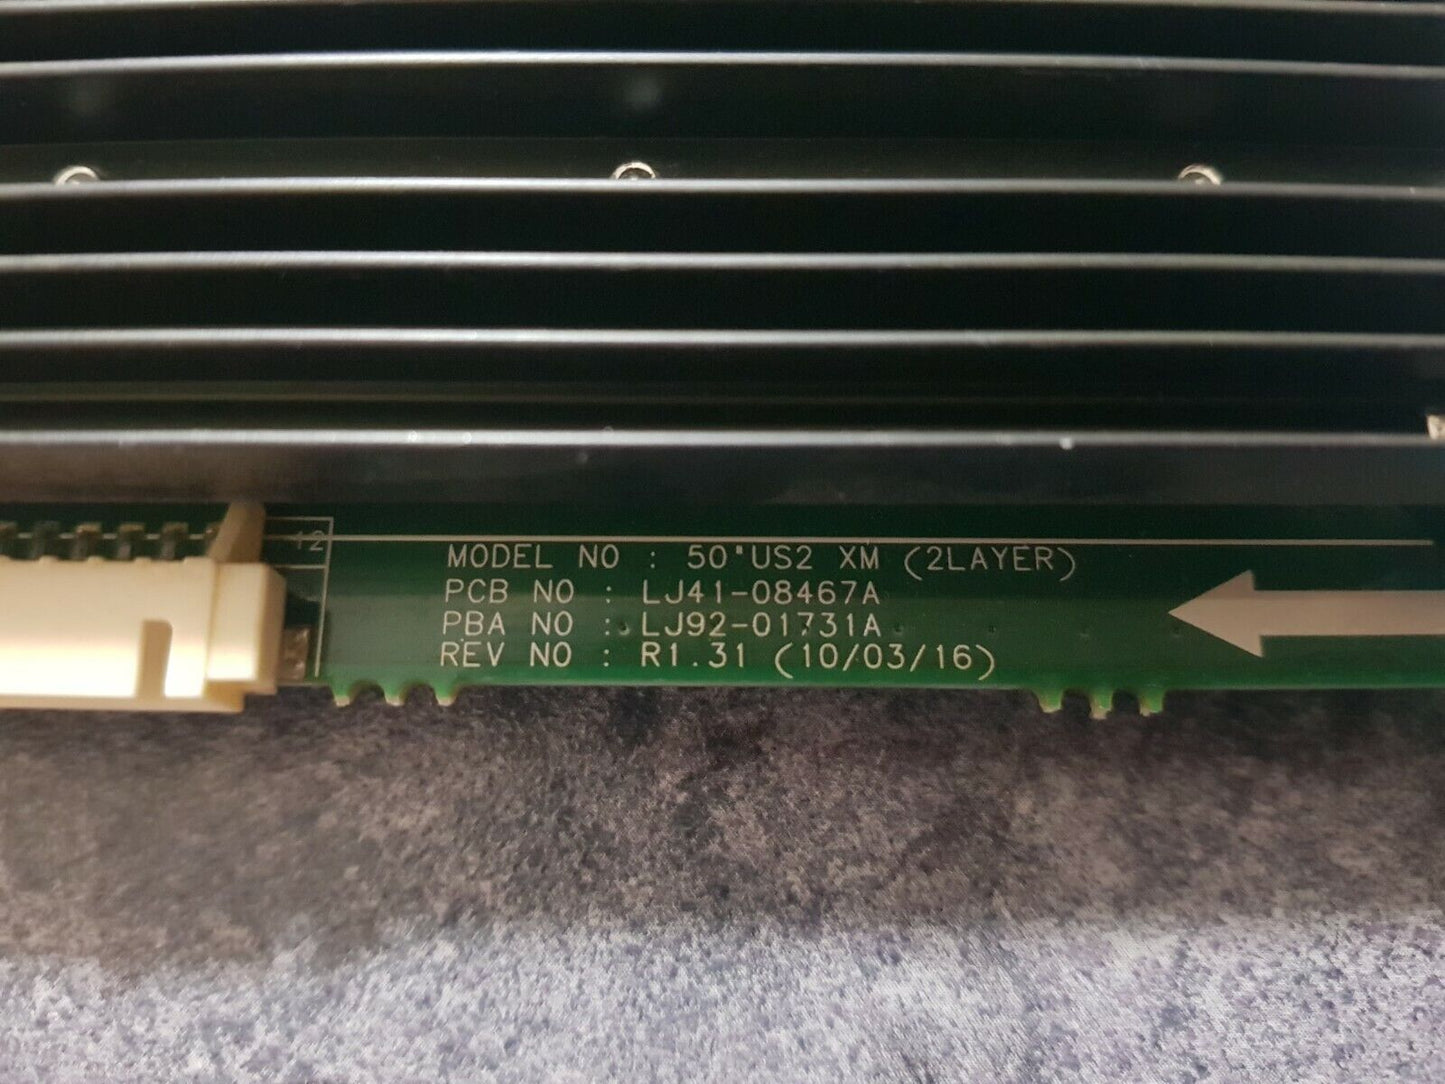 12
MODEL NO : 50"US2 XM (2LAYER)
PCB NO : LJ41-08467A
PBA NO : LJ92-01731A
REV NO : R1.31 (10/03/16)